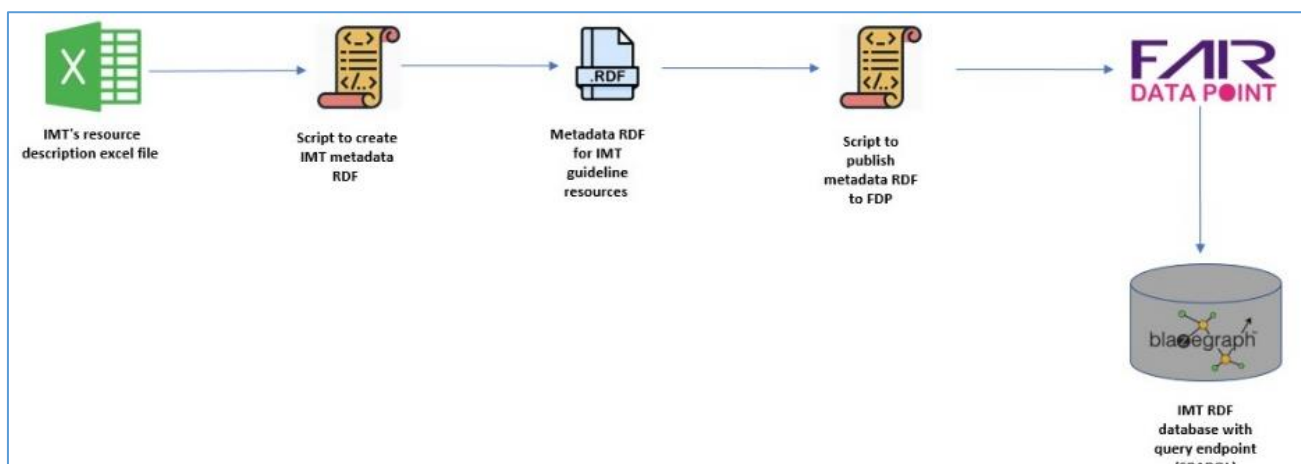 X
<_>
</..>
.RDF
<_>
</..>
FAIR
DATA POINT
IMT's resource
description excel file
Script to create
IMT metadata
RDF
Metadata RDF
for IMT
guideline
resources
Script to
publish
metadata RDF
to FDP
blazegraph™
IMT RDF
database with
query endpoint